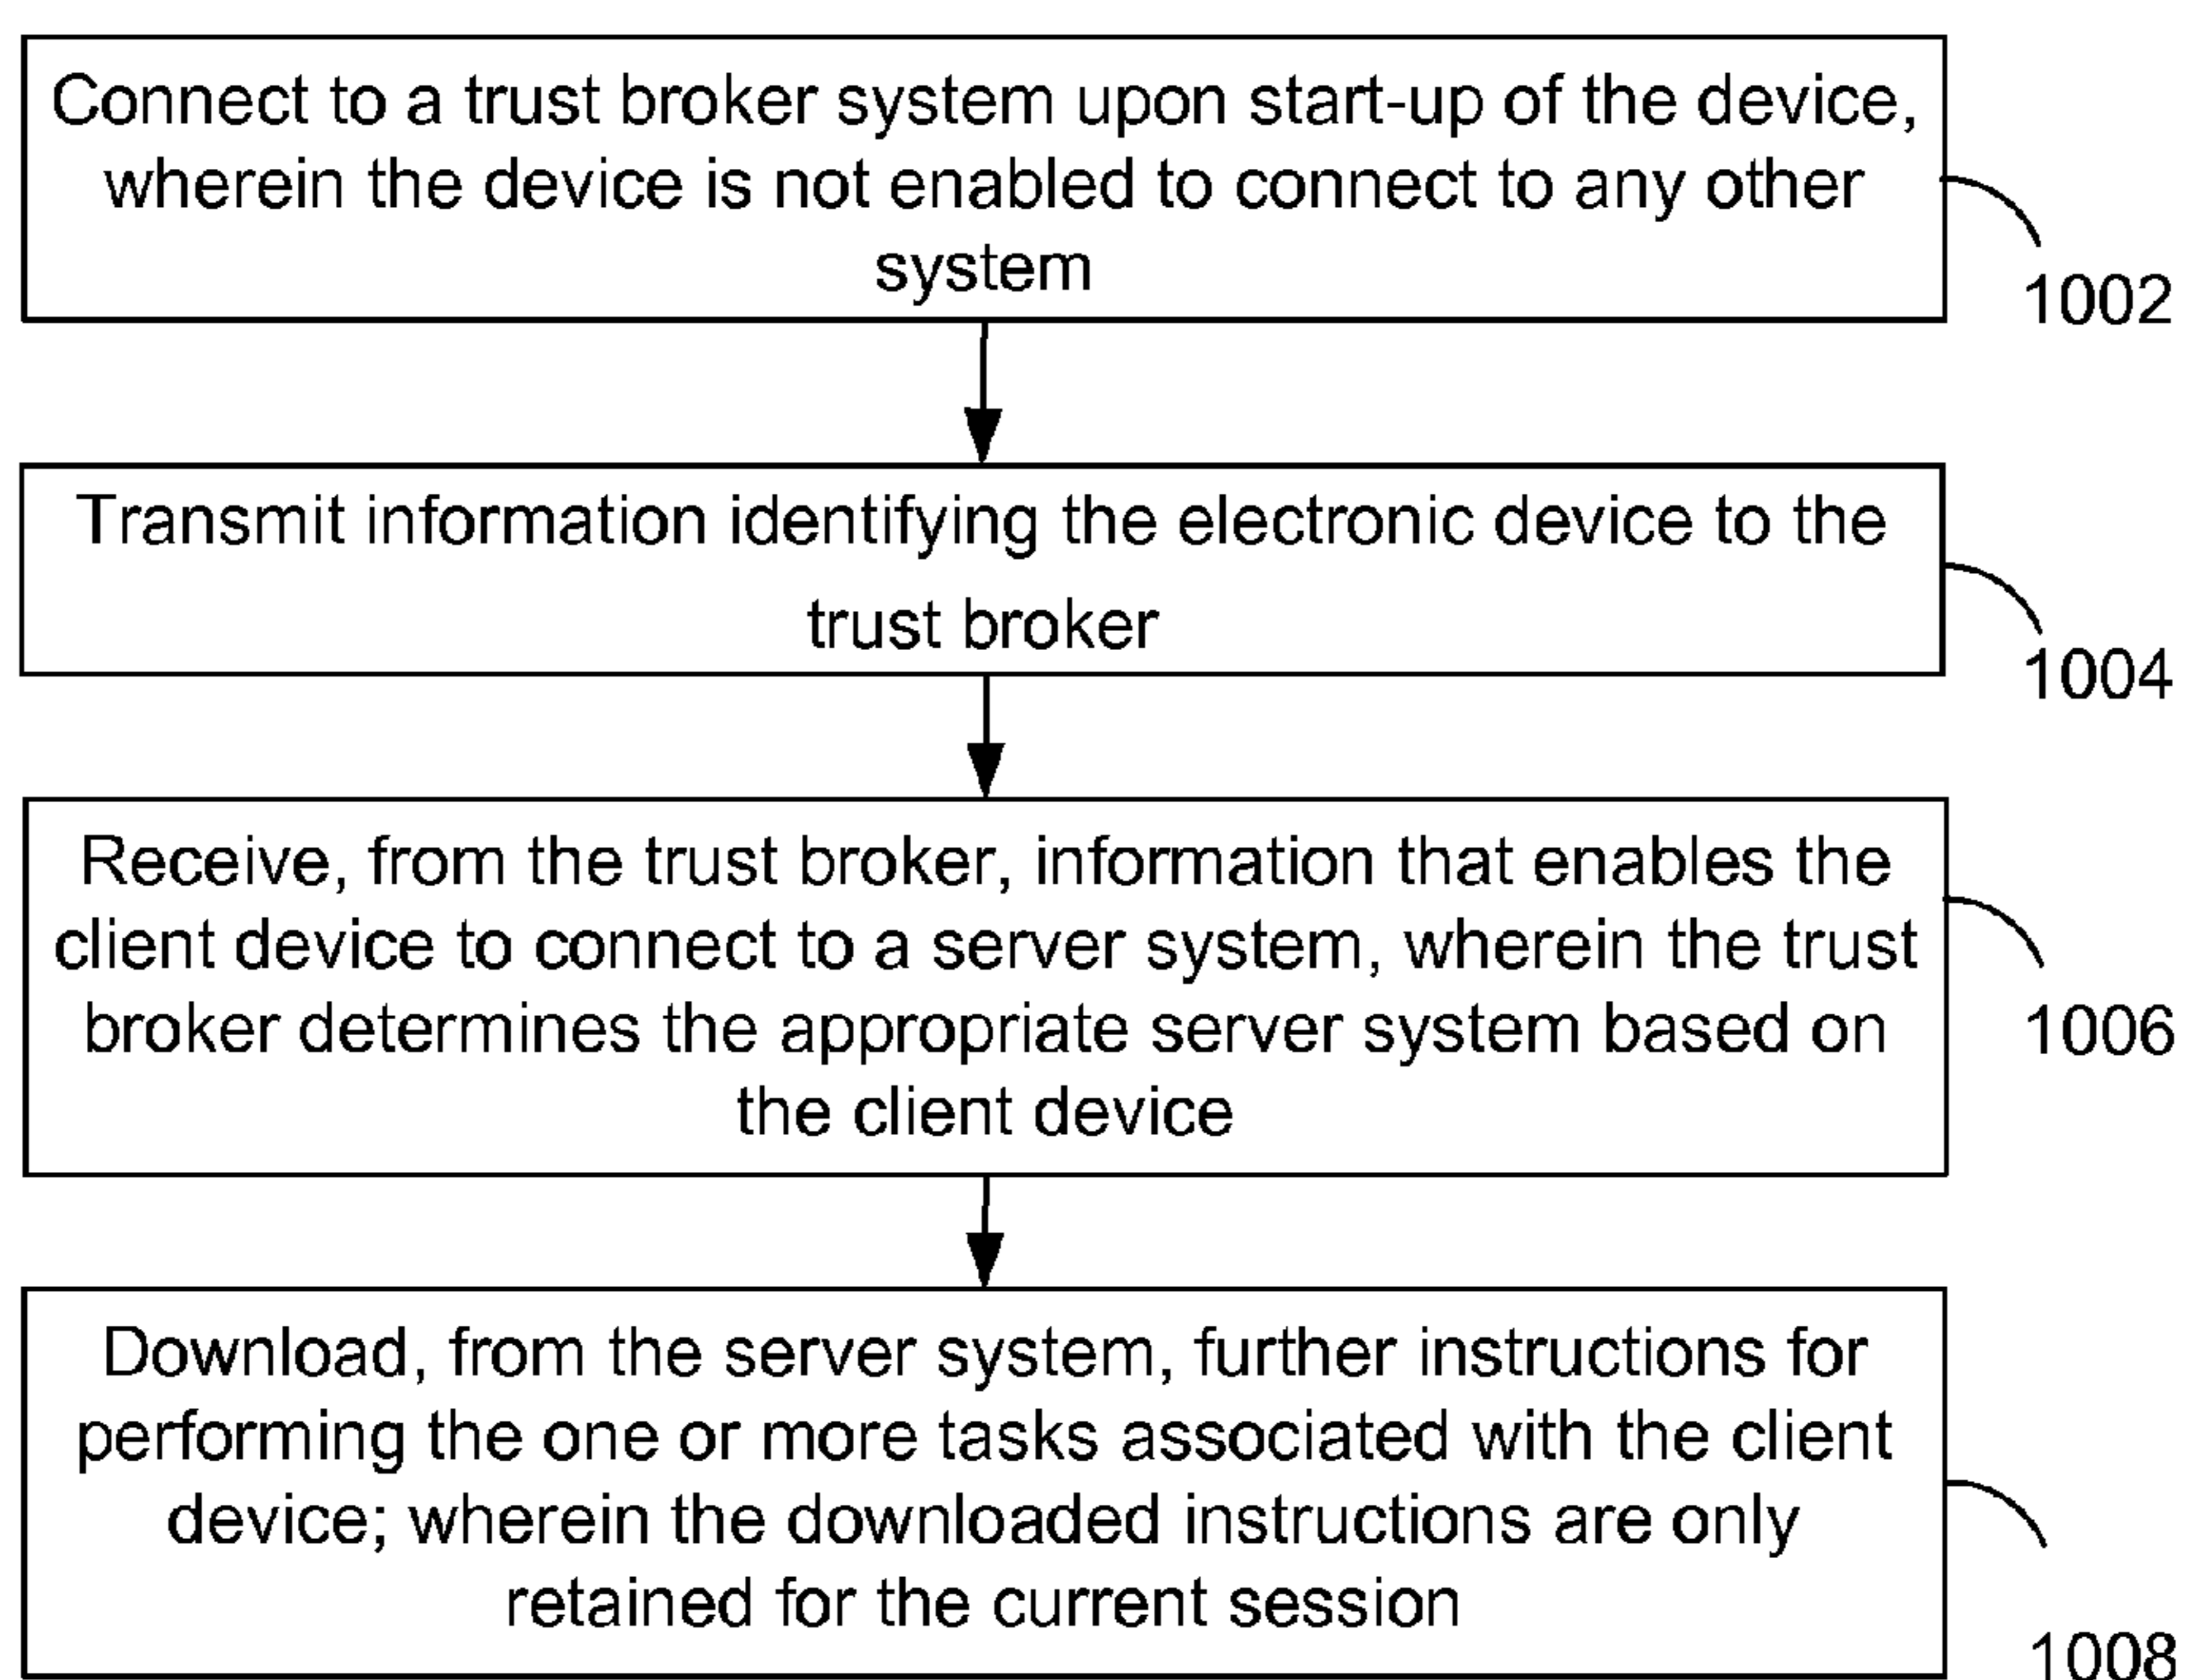 Connect to a trust broker system upon start-up of the device,
wherein the device is not enabled to connect to any other
system
1002
Transmit information identifying the electronic device to the
trust broker
1004
Receive, from the trust broker, information that enables the
client device to connect to a server system, wherein the trust
broker determines the appropriate server system based on
the client device
1006
Download, from the server system, further instructions for
performing the one or more tasks associated with the client
device; wherein the downloaded instructions are only
retained for the current session
1008